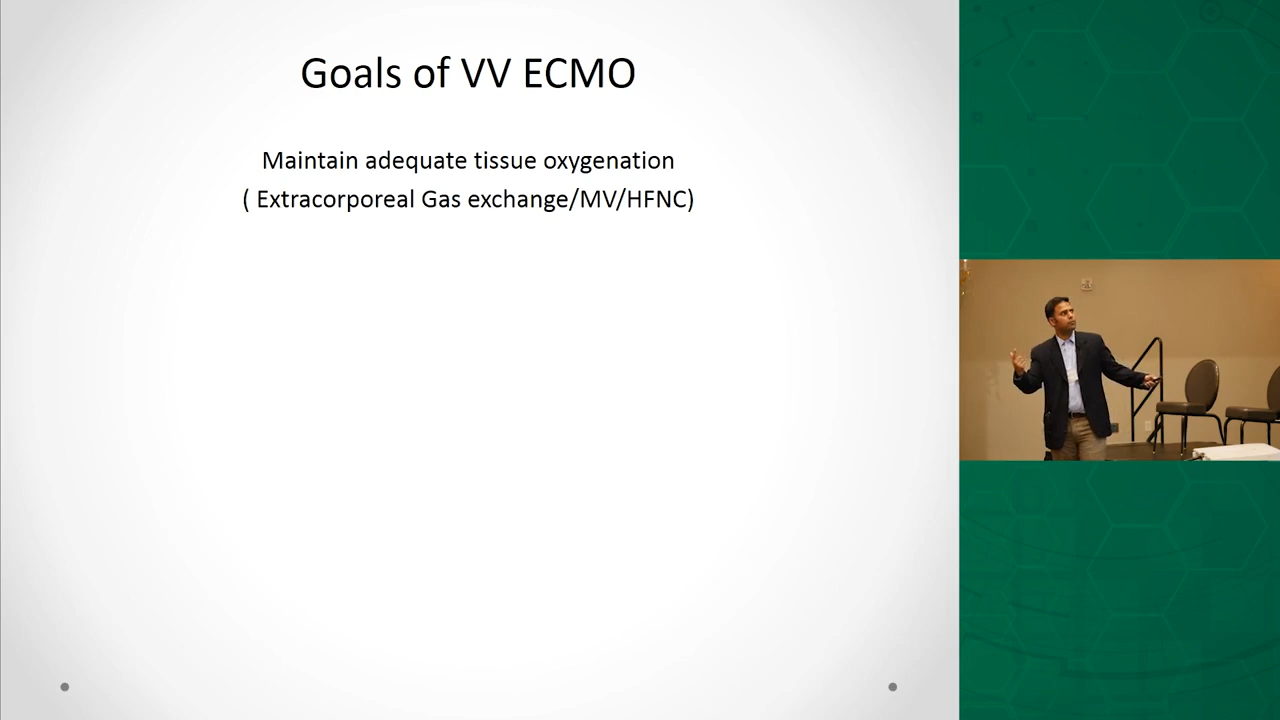 Goals of VV ECMO
Maintain adequate tissue oxygenation
( Extracorporeal Gas exchange/MV/HFNC)